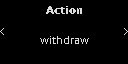 Action
< withdraw >